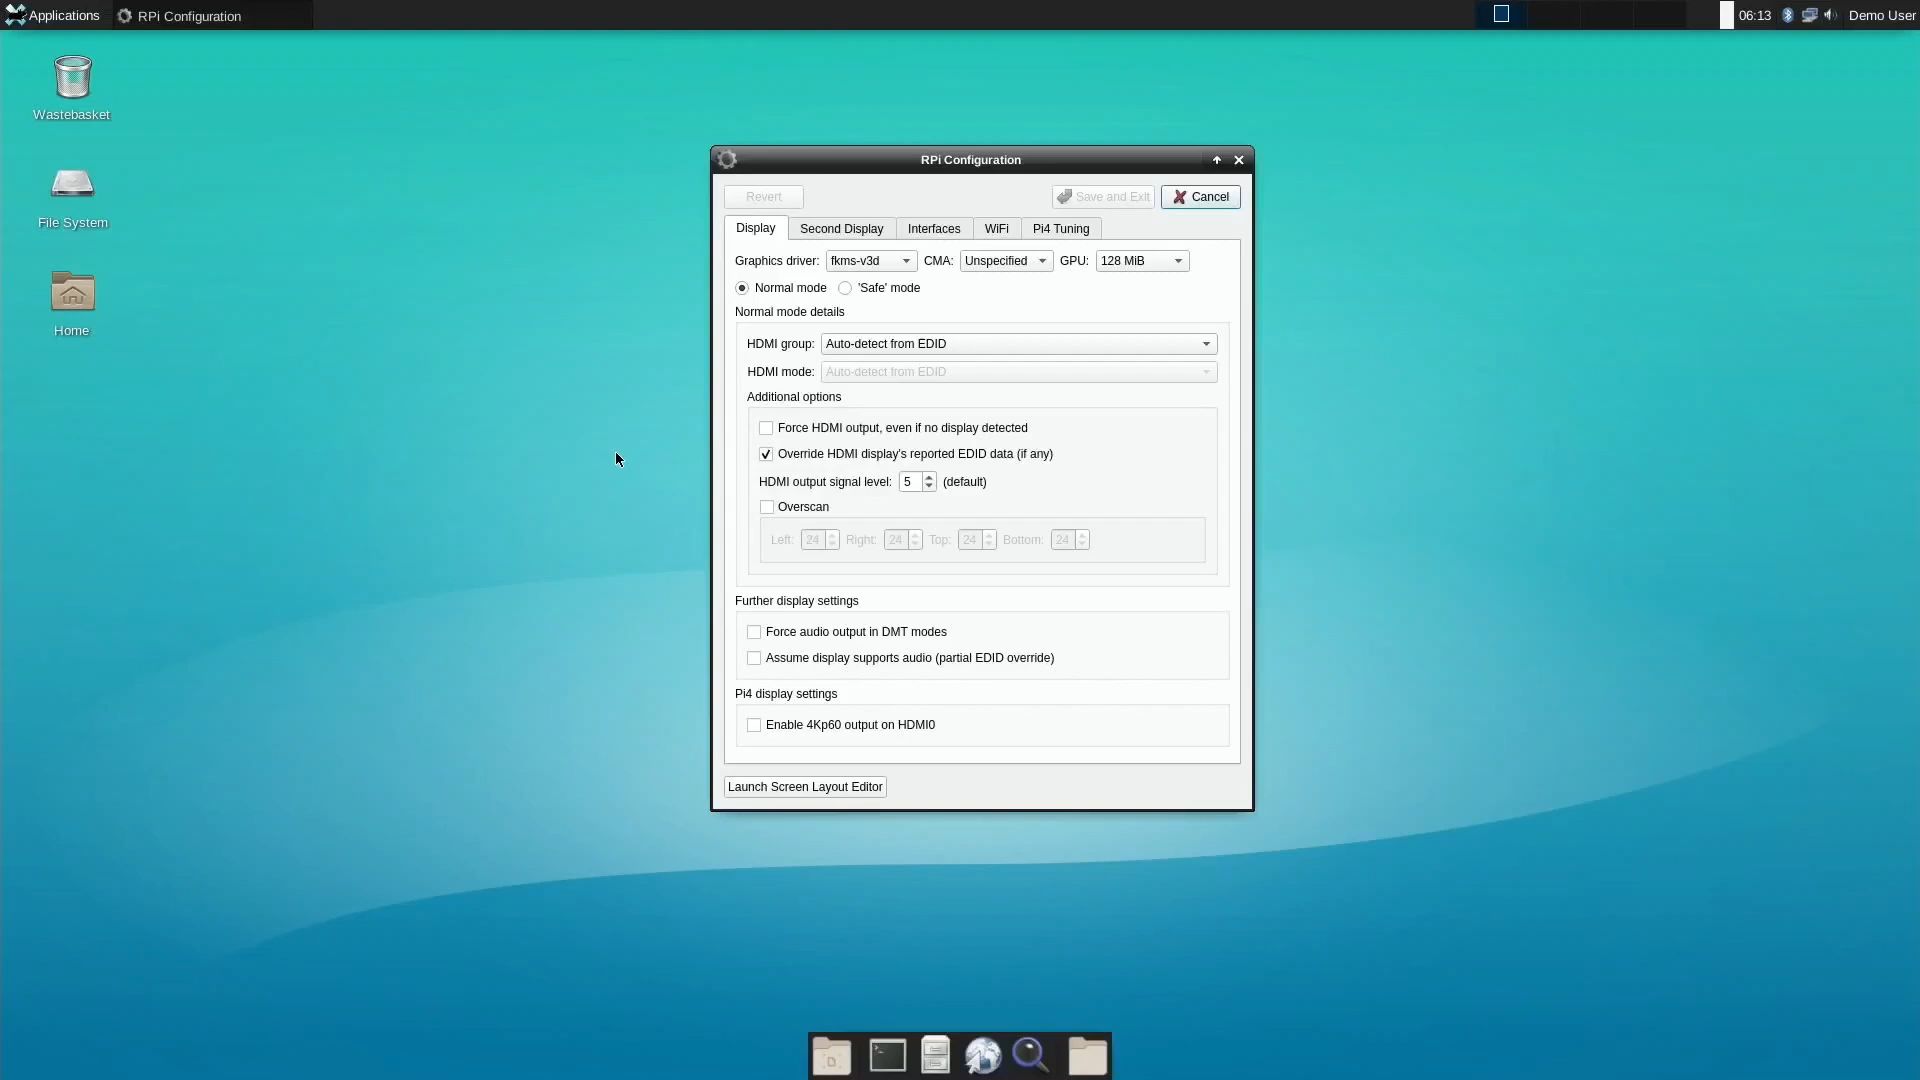 Applications RPi Configuration 06:13 Demo User
Wastebasket
File System
Home
RPi Configuration
Revert Save and Exit Cancel
Display Second Display Interfaces WiFi Pi4 Tuning
Graphics driver: fkms-v3d CMA: Unspecified GPU: 128 MiB
Normal mode 'Safe' mode
Normal mode details
HDMI group: Auto-detect from EDID
HDMI mode: Auto-detect from EDID
Additional options
Force HDMI output, even if no display detected
Override HDMI display's reported EDID data (if any)
HDMI output signal level: 5 (default)
Overscan
Left: 24 Right: 24 Top: 24 Bottom: 24
Further display settings
Force audio output in DMT modes
Assume display supports audio (partial EDID override)
Pi4 display settings
Enable 4Kp60 output on HDMI0
Launch Screen Layout Editor